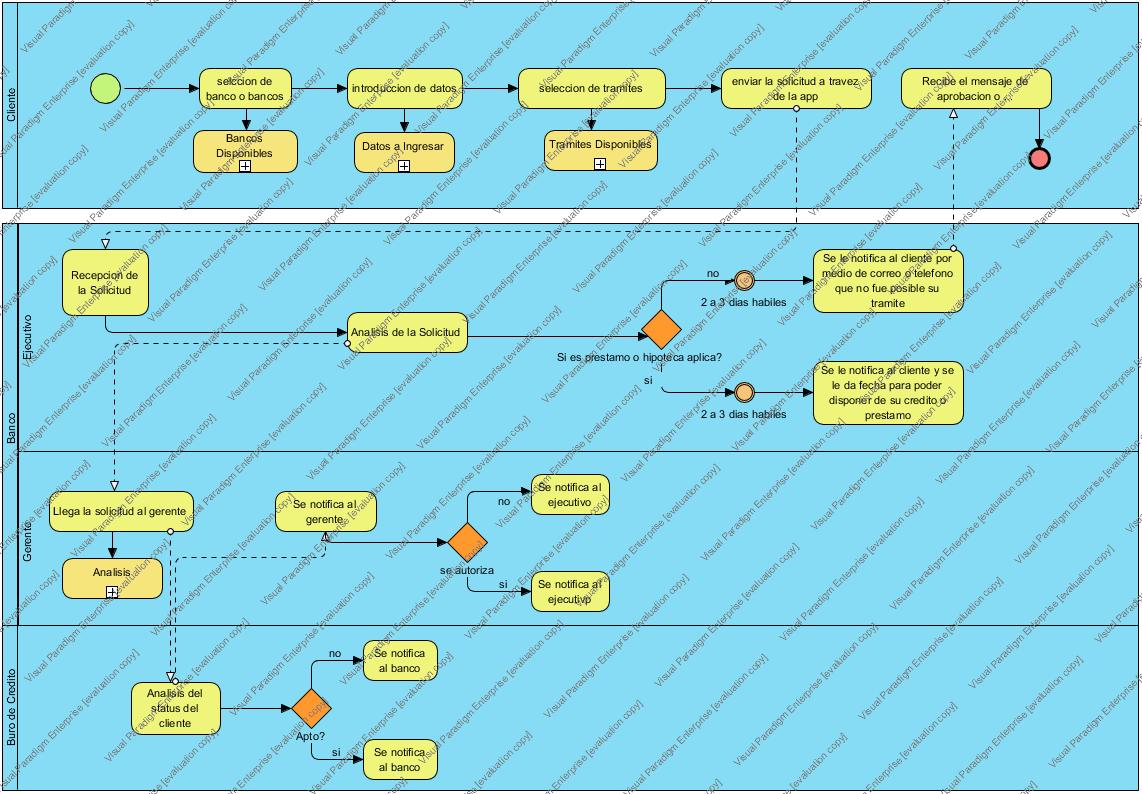 Cliente
selccion de
banco o bancos
introduccion de datos
seleccion de tramites
enviar la solicitud a travez
de la app
Recibe el mensaje de
aprobacion o
Bancos
Disponibles
Datos a Ingresar
Tramites Disponibles
Banco
Ejecutivo
Recepcion de
la Solicitud
Analisis de la Solicitud
Si es prestamo o hipoteca aplica?
no
2 a 3 dias habiles
Se le notifica al cliente por
medio de correo o telefono
que no fue posible su
tramite
si
2 a 3 dias habiles
Se le notifica al cliente y se
le da fecha para poder
disponer de su credito o
prestamo
Gerente
Llega la solicitud al gerente
Analisis
Se notifica al
gerente
se autoriza
no
Se notifica al
ejecutivo
si
Se notifica al
ejecutivo
Buro de Credito
Analisis del
status del
cliente
Apto?
no
Se notifica
al banco
si
Se notifica
al banco
Visual Paradigm Enterprise [evaluation copy]